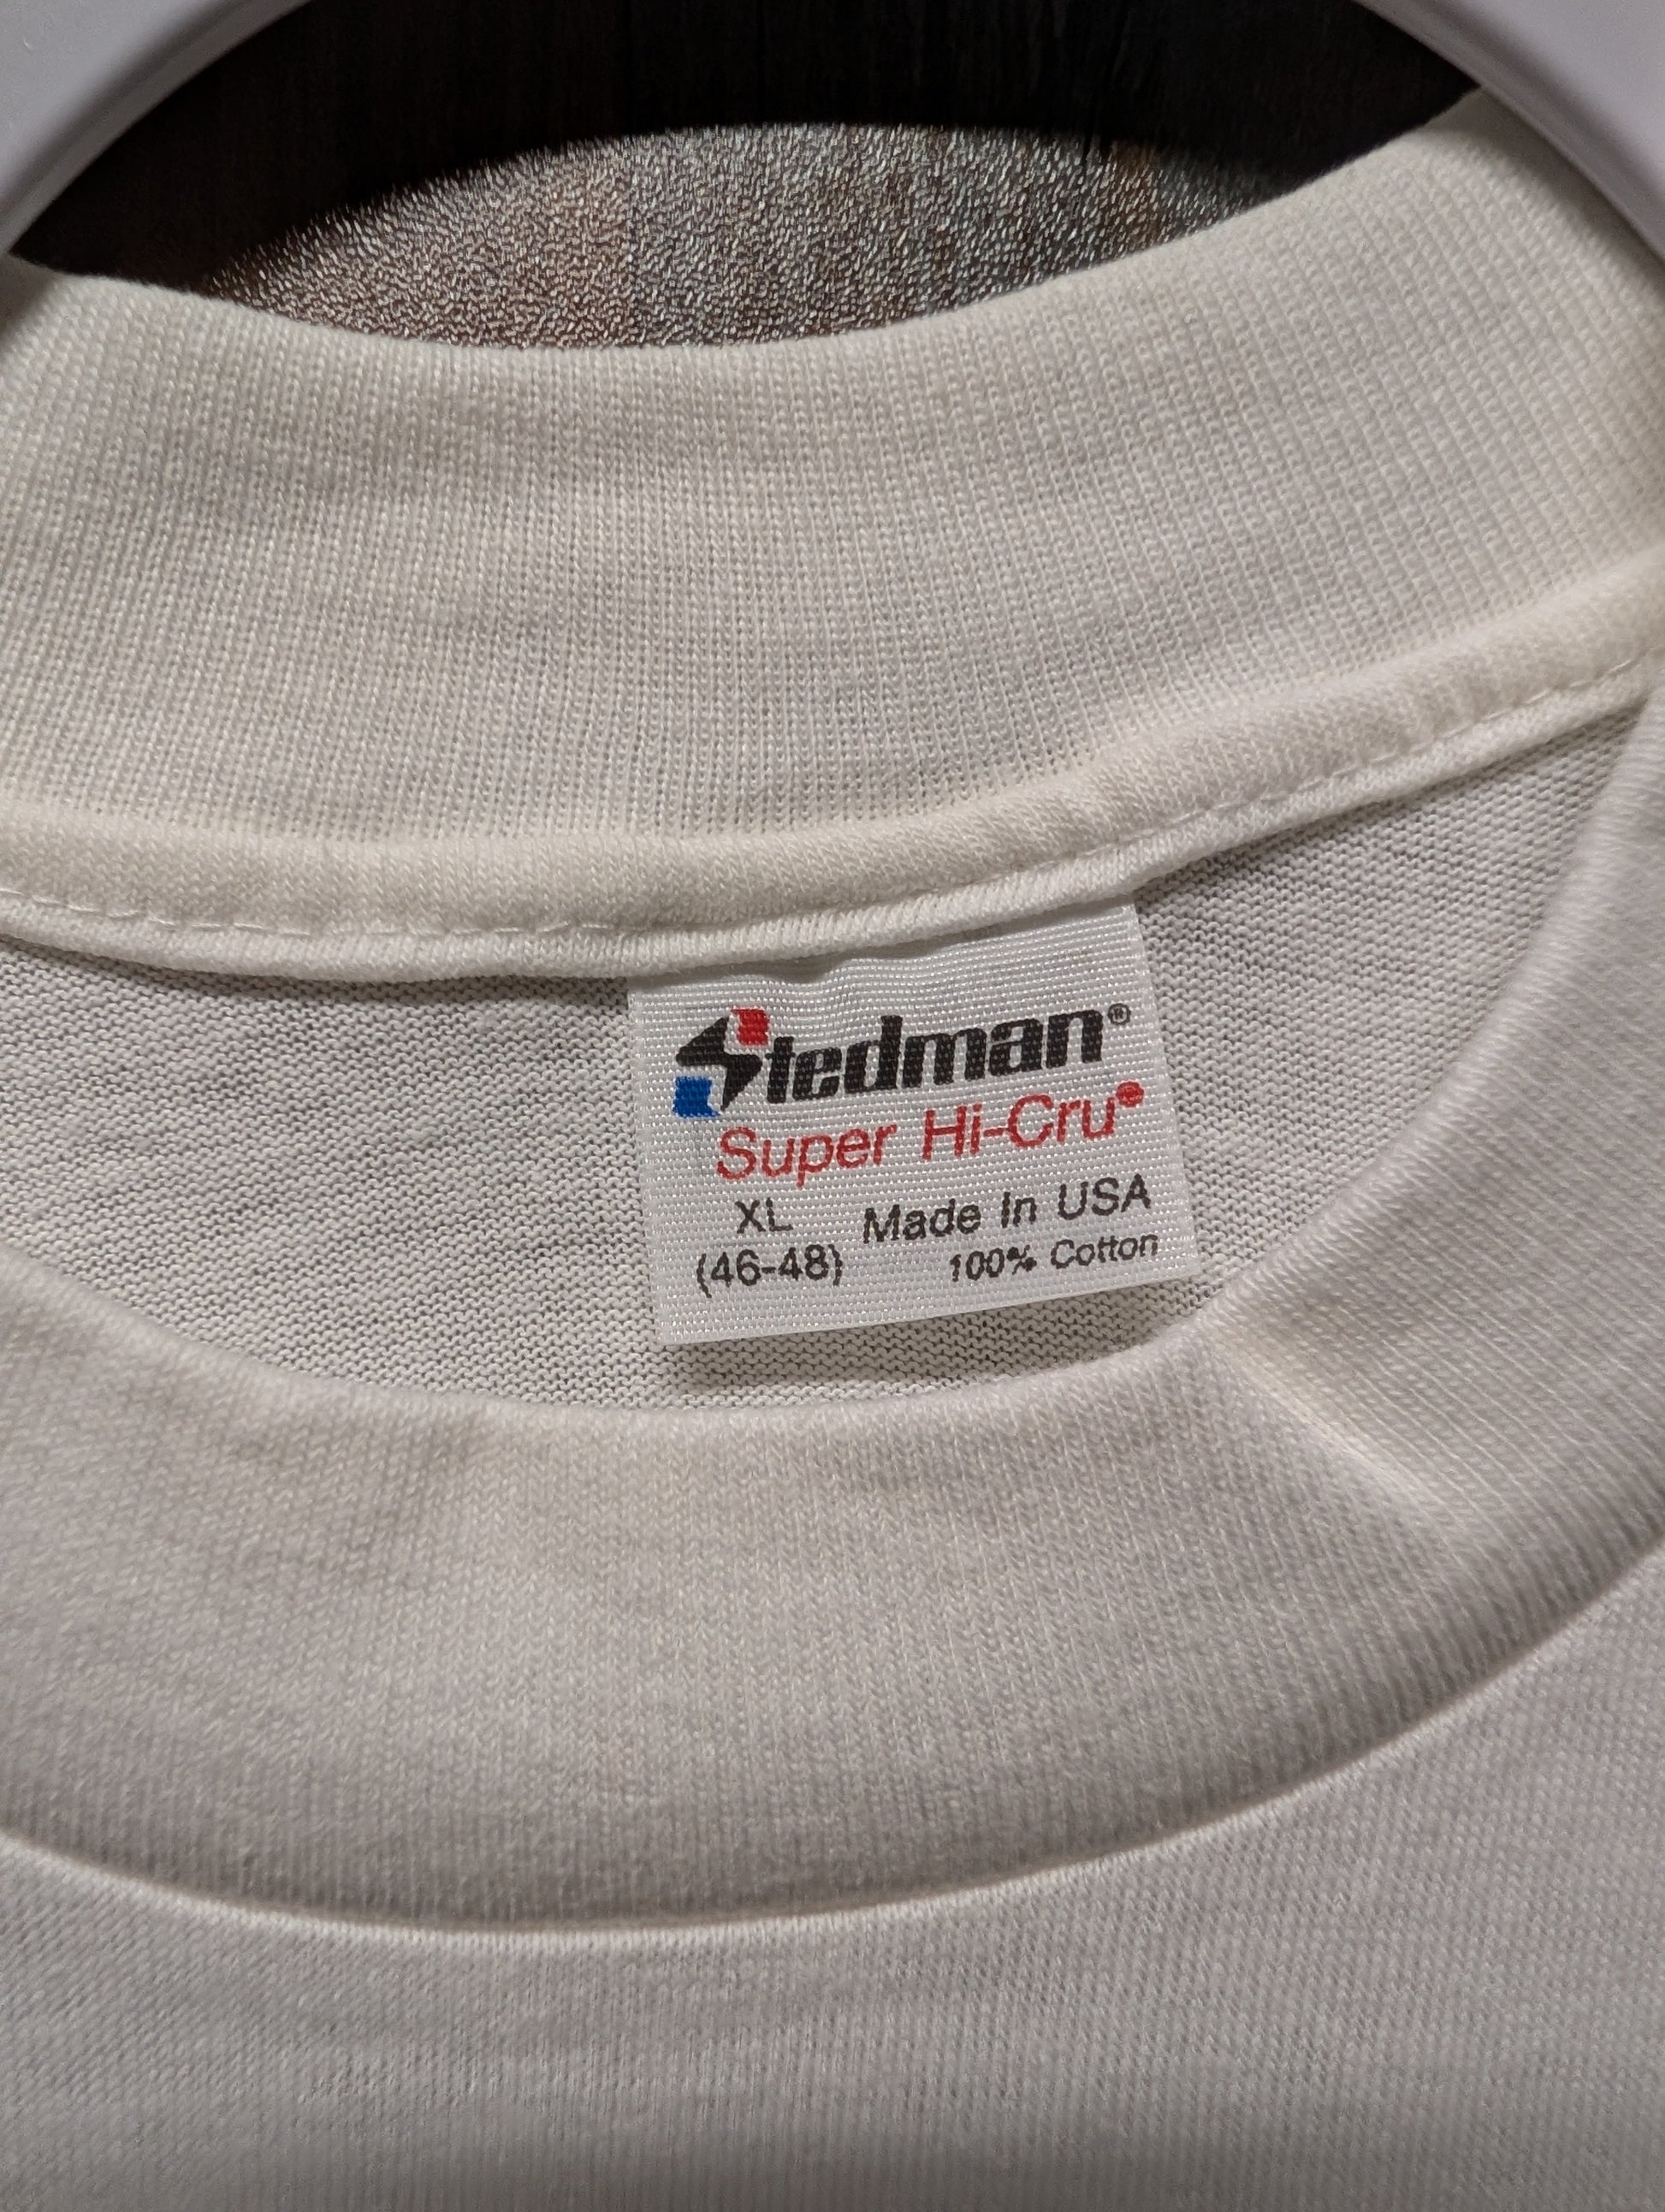 Stedman®
Super Hi-Cru®
XL Made In USA
(46-48) 100% Cotton